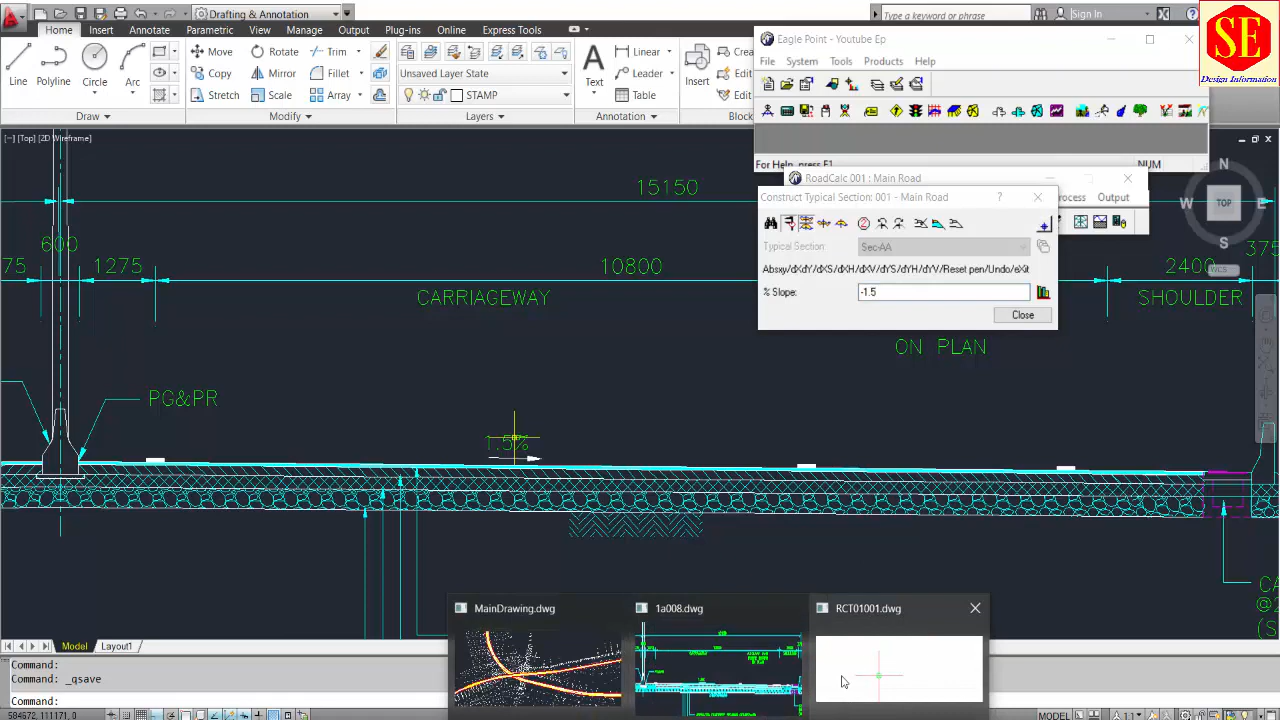 Drafting & Annotation
Type a keyword or phrase
Sign In
SE
Design Information
Home Insert Annotate Parametric View Manage Output Plug-ins Online Express Tools
Line Polyline Circle Arc
Move Rotate Trim
Copy Mirror Fillet
Stretch Scale Array
Draw
Modify
Unsaved Layer State
STAMP
Layers
Text
Linear
Leader
Table
Annotation
Insert
Edit
Block
Eagle Point - Youtube Ep
File System Tools Products Help
For Help, press F1
NUM
RoadCalc 001 : Main Road
Process Output
Construct Typical Section: 001 - Main Road
Typical Section: Sec-AA
Absxy/dXdY/dXS/dXH/dXV/dYS/dYH/dYV/Reset pen/Undo/eXit
% Slope: -1.5
Close
[−] [Top] [2D Wireframe]
N
W TOP E
S
WCS
15150
600
75 1275 10800 2400 375
CARRIAGEWAY SHOULDER
ON PLAN
PG&PR
1.5%
MainDrawing.dwg 1a008.dwg RCT01001.dwg
Model Layout1
Command:
Command: _qsave
Command:
MODEL